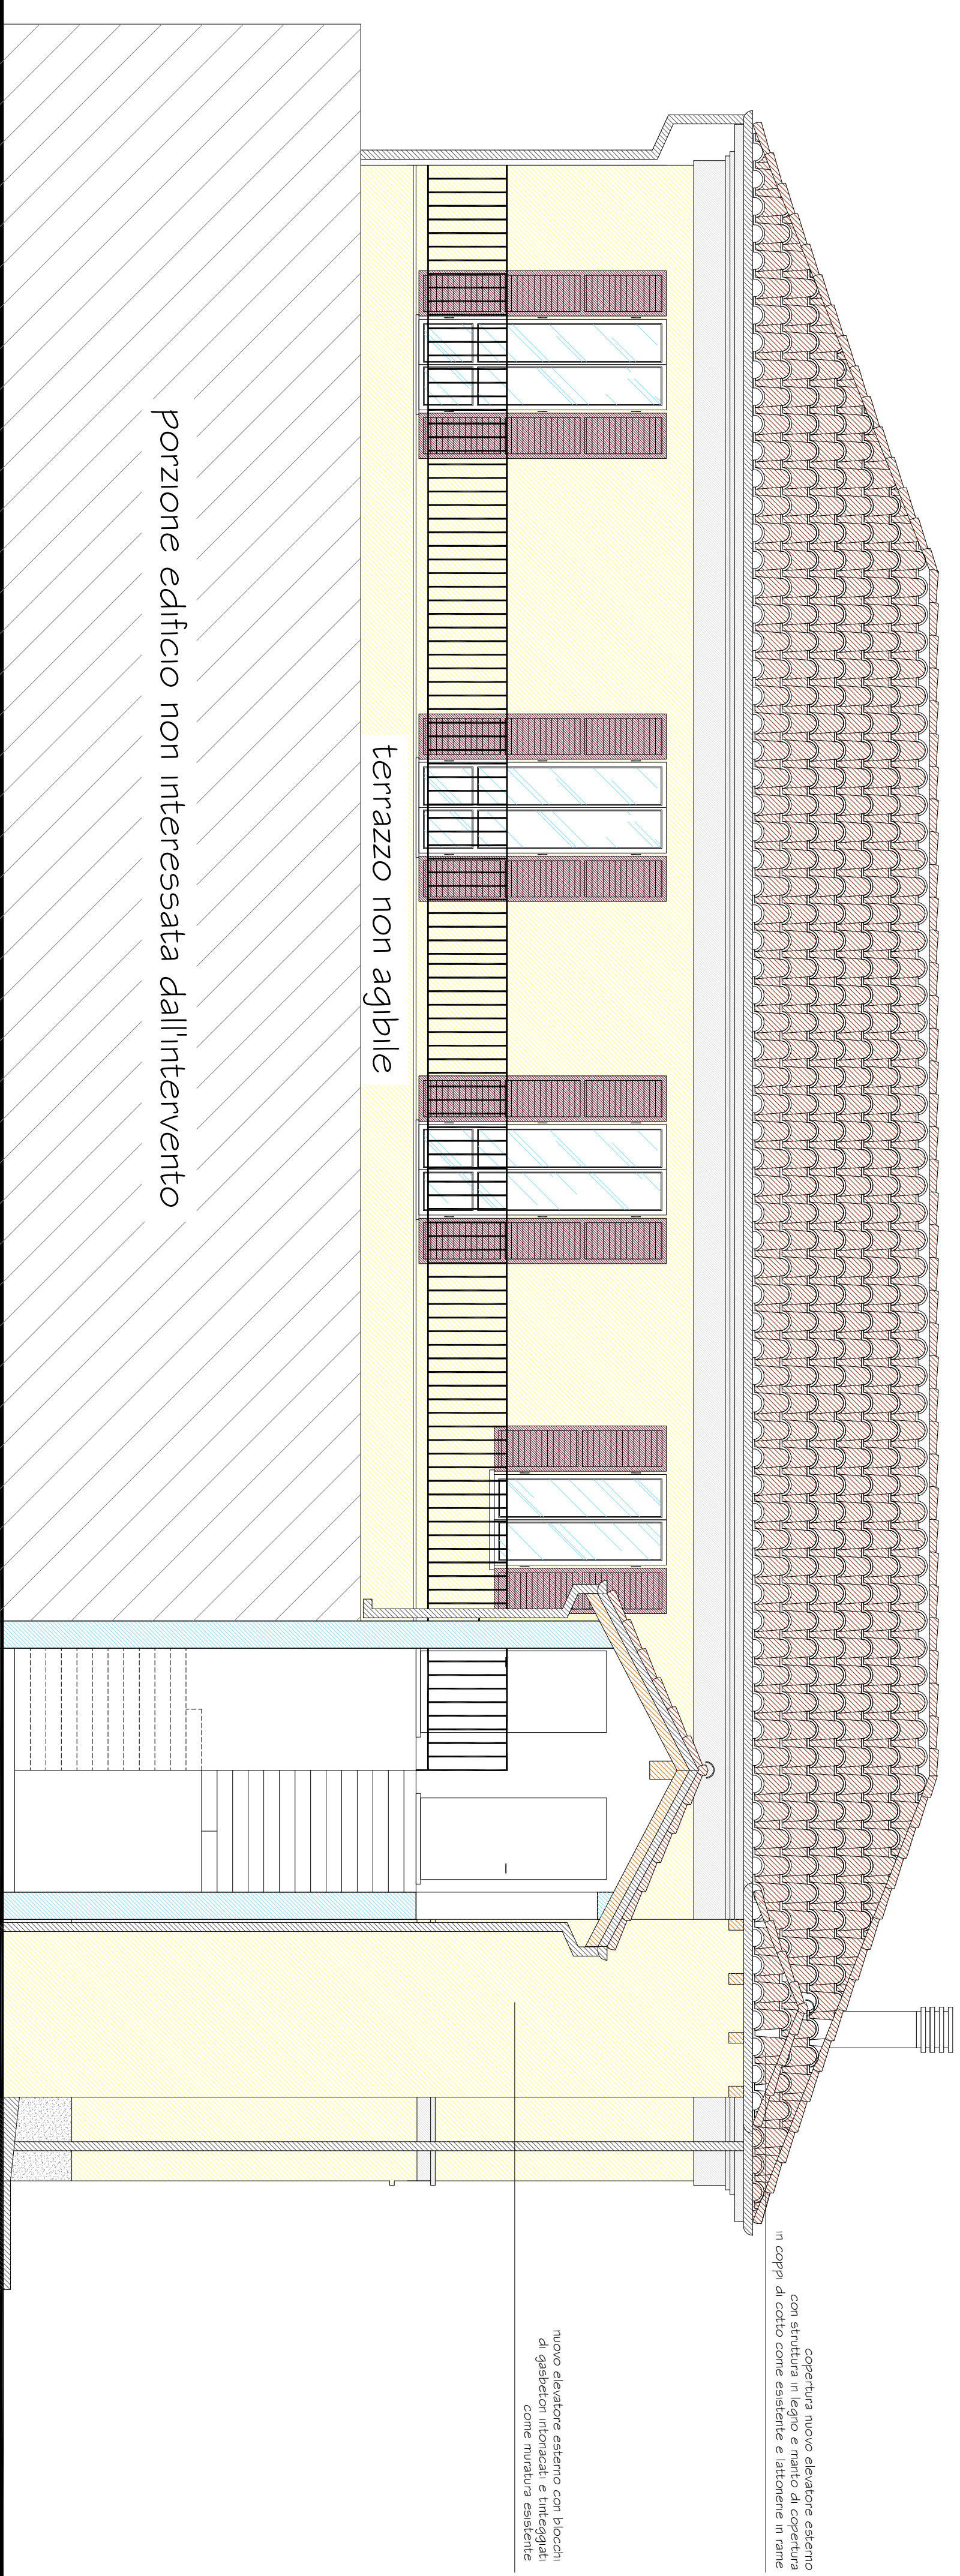 copertura nuovo elevatore esterno
con struttura in legno e manto di copertura
in coppi di cotto come esistente e lattonerie in rame
nuovo elevatore esterno con blocchi
di gasbeton intonacati e tinteggiati
come muratura esistente
terrazzo non agibile
porzione edificio non interessata dall'intervento